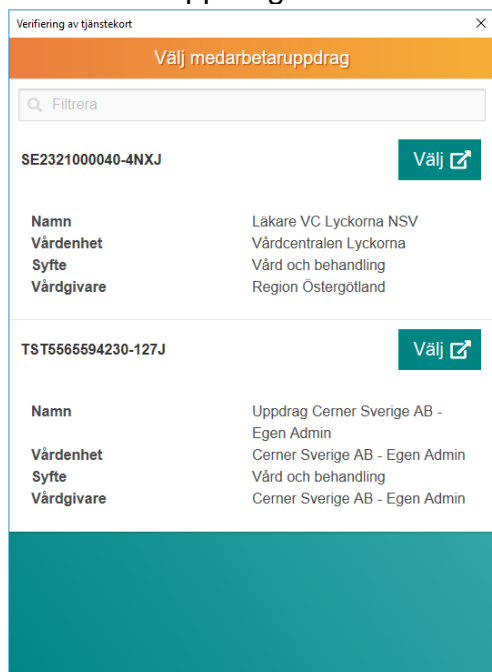 Verifiering av tjänstekort
Välj medarbetaruppdrag
Filtrera
SE2321000040-4NXJ Välj
Namn Läkare VC Lyckorna NSV
Vårdenhet Vårdcentralen Lyckorna
Syfte Vård och behandling
Vårdgivare Region Östergötland
TST5565594230-127J Välj
Namn Uppdrag Cerner Sverige AB -
Egen Admin
Vårdenhet Cerner Sverige AB - Egen Admin
Syfte Vård och behandling
Vårdgivare Cerner Sverige AB - Egen Admin